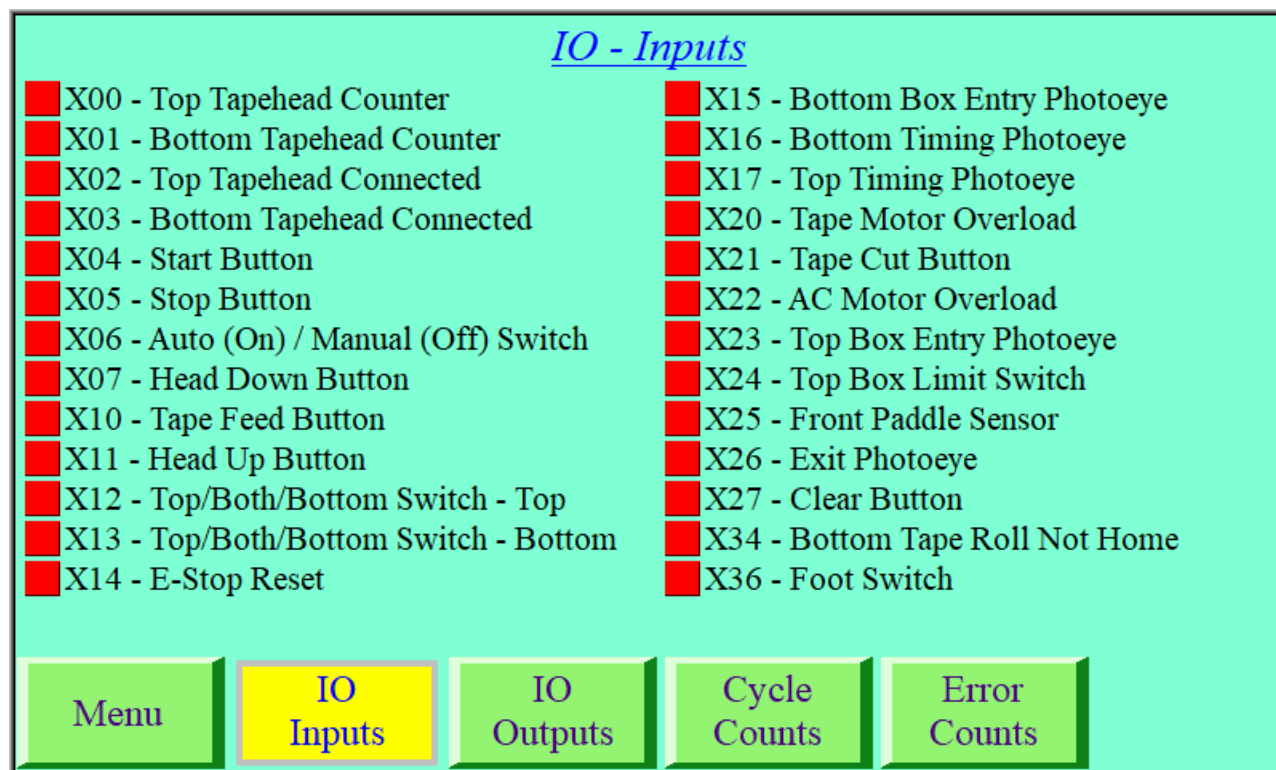 IO - Inputs
X00 - Top Tapehead Counter
X01 - Bottom Tapehead Counter
X02 - Top Tapehead Connected
X03 - Bottom Tapehead Connected
X04 - Start Button
X05 - Stop Button
X06 - Auto (On) / Manual (Off) Switch
X07 - Head Down Button
X10 - Tape Feed Button
X11 - Head Up Button
X12 - Top/Both/Bottom Switch - Top
X13 - Top/Both/Bottom Switch - Bottom
X14 - E-Stop Reset
X15 - Bottom Box Entry Photoeye
X16 - Bottom Timing Photoeye
X17 - Top Timing Photoeye
X20 - Tape Motor Overload
X21 - Tape Cut Button
X22 - AC Motor Overload
X23 - Top Box Entry Photoeye
X24 - Top Box Limit Switch
X25 - Front Paddle Sensor
X26 - Exit Photoeye
X27 - Clear Button
X34 - Bottom Tape Roll Not Home
X36 - Foot Switch
Menu
IO
Inputs
IO
Outputs
Cycle
Counts
Error
Counts